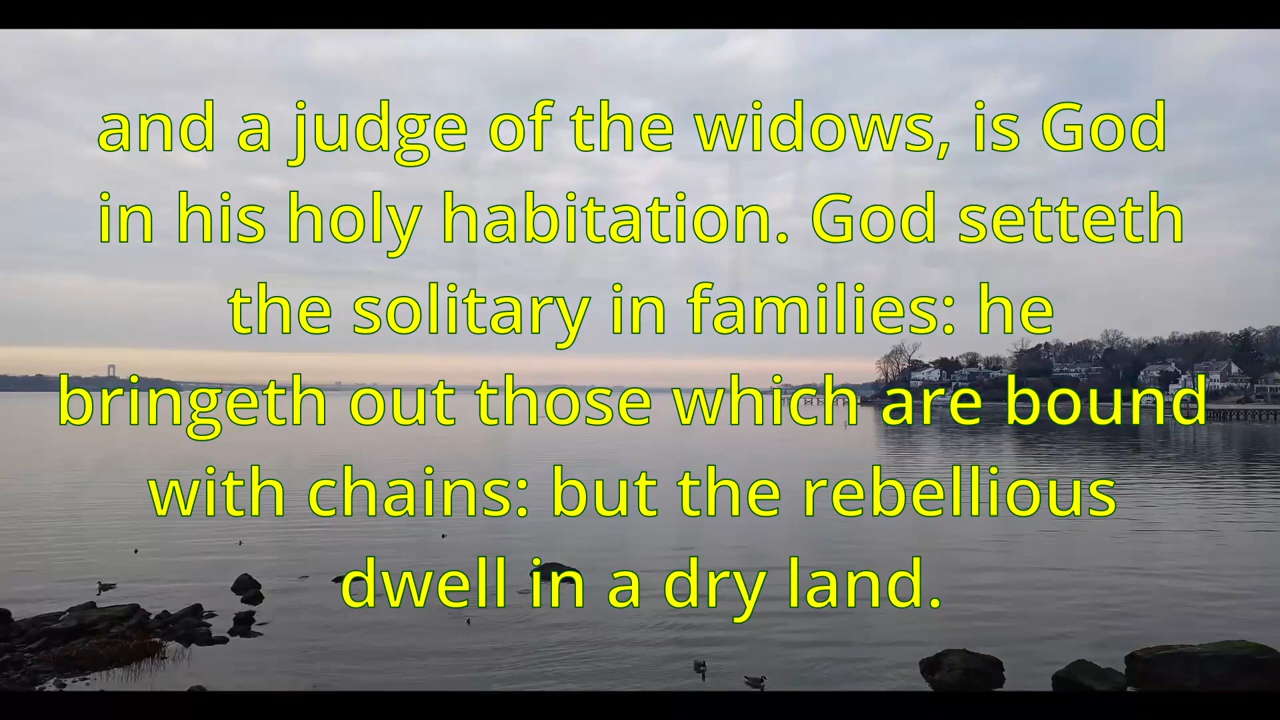 and a judge of the widows, is God
in his holy habitation. God setteth
the solitary in families: he
bringeth out those which are bound
with chains: but the rebellious
dwell in a dry land.